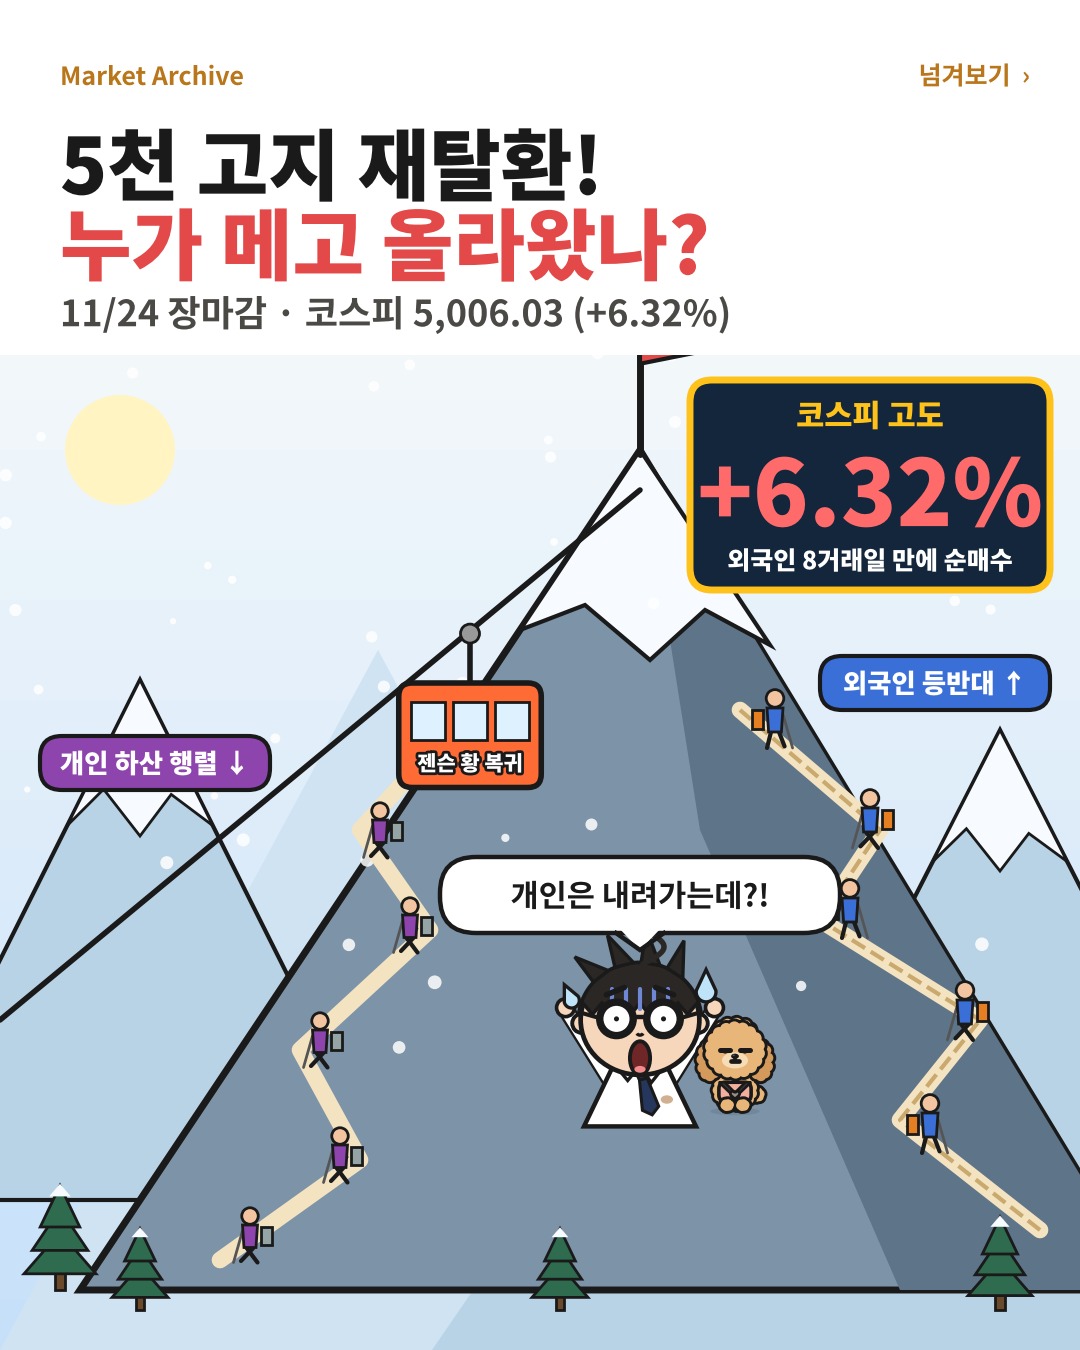 Market Archive
넘겨보기 ›
5천 고지 재탈환!
누가 메고 올라왔나?
11/24 장마감 · 코스피 5,006.03 (+6.32%)
코스피 고도
+6.32%
외국인 8거래일 만에 순매수
외국인 등반대 ↑
개인 하산 행렬 ↓
젠슨 황 복귀
개인은 내려가는데?!